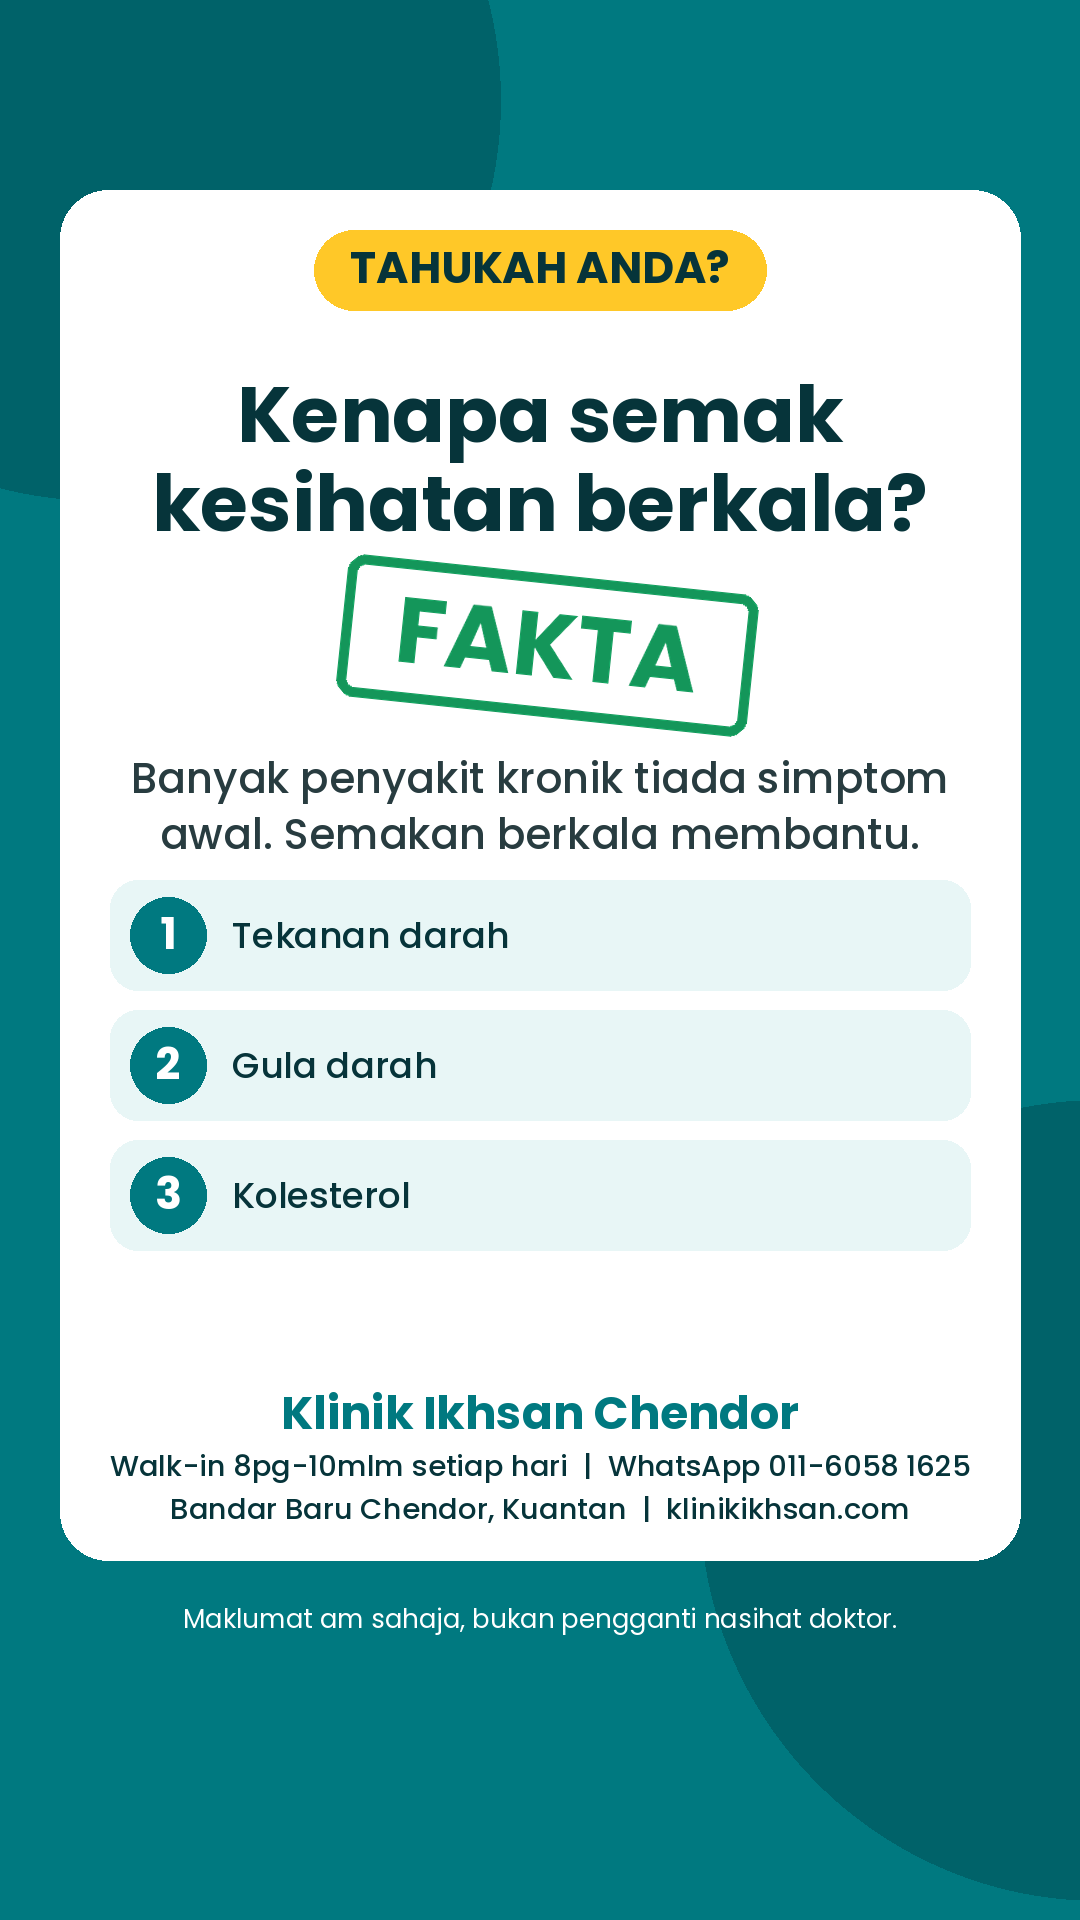 TAHUKAH ANDA?
Kenapa semak
kesihatan berkala?
FAKTA
Banyak penyakit kronik tiada simptom
awal. Semakan berkala membantu.
1 Tekanan darah
2 Gula darah
3 Kolesterol
Klinik Ikhsan Chendor
Walk-in 8pg-10mlm setiap hari | WhatsApp 011-6058 1625
Bandar Baru Chendor, Kuantan | klinikikhsan.com
Maklumat am sahaja, bukan pengganti nasihat doktor.